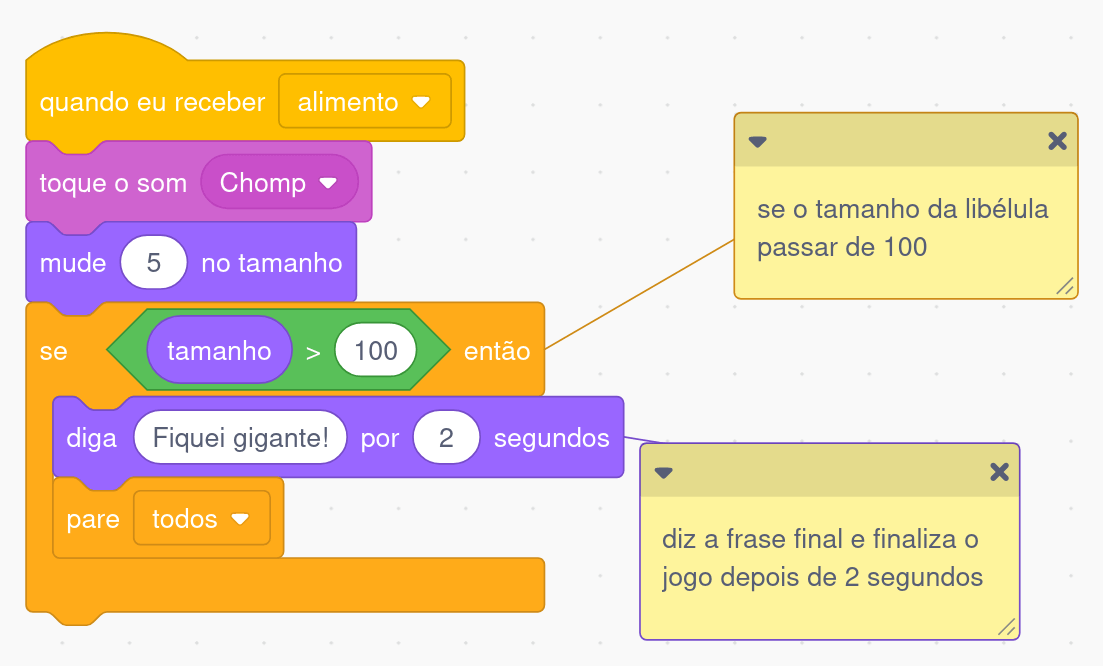 quando eu receber alimento
toque o som Chomp
mude 5 no tamanho
se tamanho > 100 então
diga Fiquei gigante! por 2 segundos
pare todos
se o tamanho da libélula
passar de 100
diz a frase final e finaliza o
jogo depois de 2 segundos